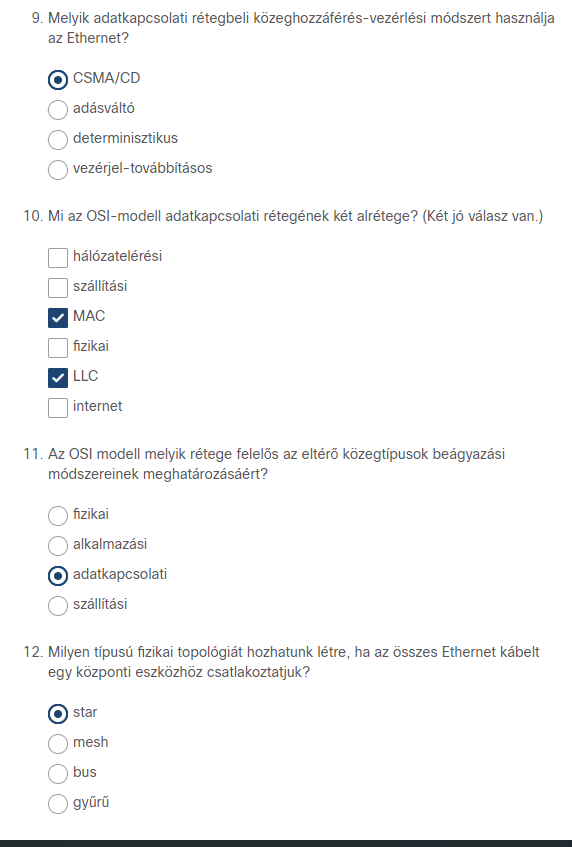 9. Melyik adatkapcsolati rétegbeli közeghozzáférés-vezérlési módszert használja
az Ethernet?
CSMA/CD
adásváltó
determinisztikus
vezérjel-továbbításos
10. Mi az OSI-modell adatkapcsolati rétegének két alrétege? (Két jó válasz van.)
hálózatelérési
szállítási
MAC
fizikai
LLC
internet
11. Az OSI modell melyik rétege felelős az eltérő közegtípusok beágyazási
módszereinek meghatározásáért?
fizikai
alkalmazási
adatkapcsolati
szállítási
12. Milyen típusú fizikai topológiát hozhatunk létre, ha az összes Ethernet kábelt
egy központi eszközhöz csatlakoztatjuk?
star
mesh
bus
gyűrű